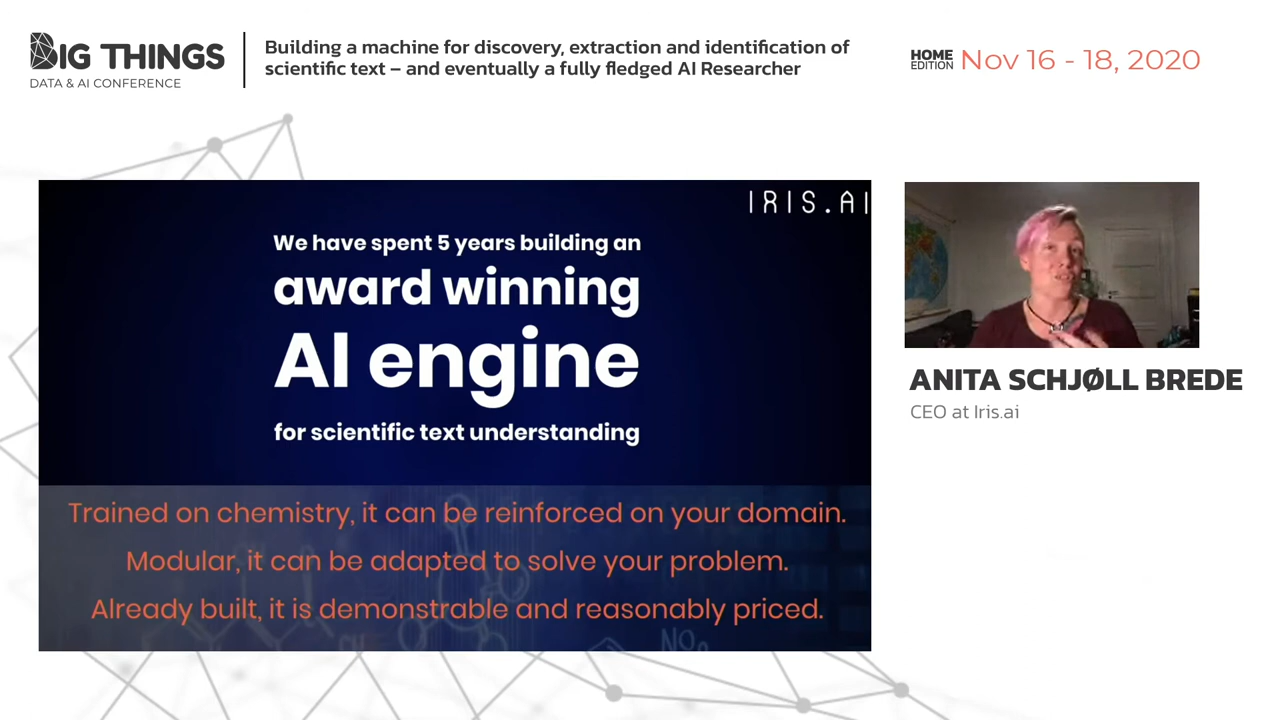 BIG THINGS
DATA & AI CONFERENCE
Building a machine for discovery, extraction and identification of
scientific text – and eventually a fully fledged AI Researcher
HOME
EDITION
Nov 16 - 18, 2020
IRIS.AI
We have spent 5 years building an
award winning
AI engine
for scientific text understanding
Trained on chemistry, it can be reinforced on your domain.
Modular, it can be adapted to solve your problem.
Already built, it is demonstrable and reasonably priced.
NO₂
ANITA SCHJØLL BREDE
CEO at Iris.ai